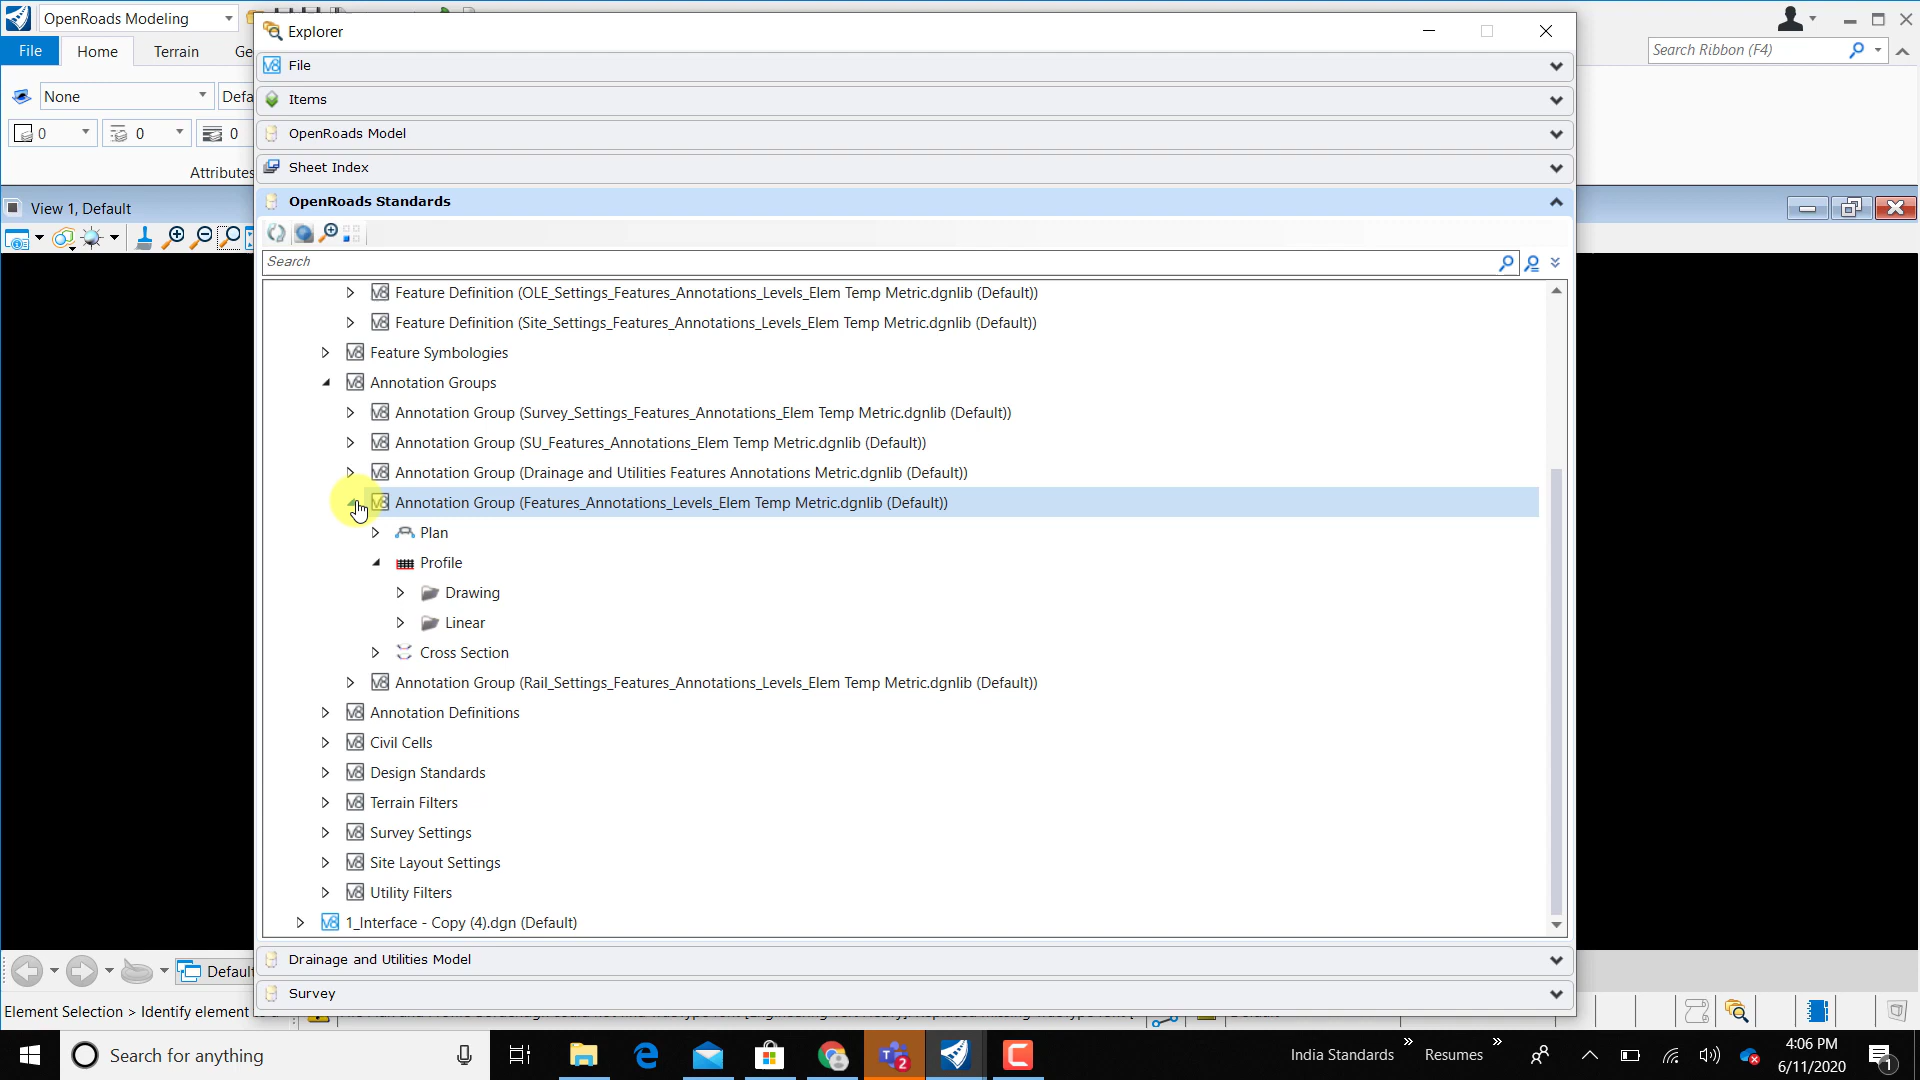 OpenRoads Modeling
Explorer
File
Home
Terrain
Ge
Search Ribbon (F4)
None
Defa
0
0
0
Attributes
View 1, Default
File
Items
OpenRoads Model
Sheet Index
OpenRoads Standards
Search
Feature Definition (OLE_Settings_Features_Annotations_Levels_Elem Temp Metric.dgnlib (Default))
Feature Definition (Site_Settings_Features_Annotations_Levels_Elem Temp Metric.dgnlib (Default))
Feature Symbologies
Annotation Groups
Annotation Group (Survey_Settings_Features_Annotations_Elem Temp Metric.dgnlib (Default))
Annotation Group (SU_Features_Annotations_Elem Temp Metric.dgnlib (Default))
Annotation Group (Drainage and Utilities Features Annotations Metric.dgnlib (Default))
Annotation Group (Features_Annotations_Levels_Elem Temp Metric.dgnlib (Default))
Plan
Profile
Drawing
Linear
Cross Section
Annotation Group (Rail_Settings_Features_Annotations_Levels_Elem Temp Metric.dgnlib (Default))
Annotation Definitions
Civil Cells
Design Standards
Terrain Filters
Survey Settings
Site Layout Settings
Utility Filters
1_Interface - Copy (4).dgn (Default)
Drainage and Utilities Model
Survey
Default
Element Selection > Identify element to a
Search for anything
India Standards
Resumes
4:06 PM
6/11/2020
2
1